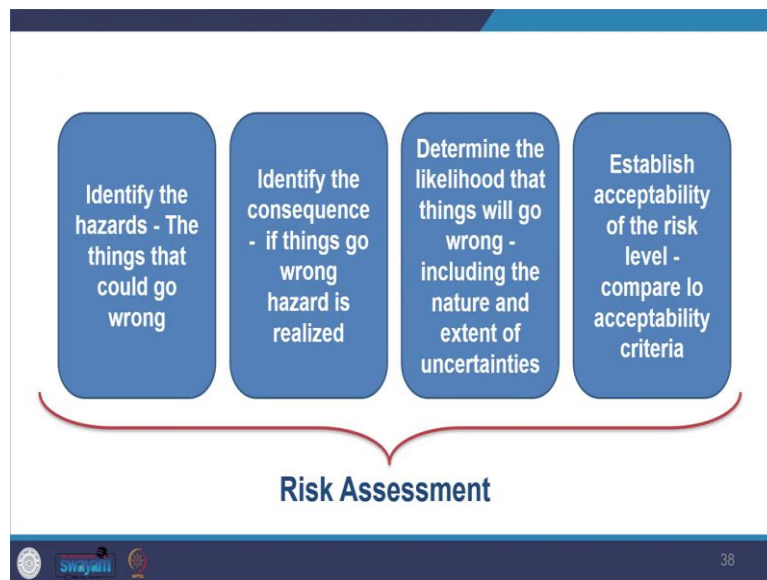 Identify the
hazards - The
things that
could go
wrong
Identify the
consequence
- if things go
wrong
hazard is
realized
Determine the
likelihood that
things will go
wrong -
including the
nature and
extent of
uncertainties
Establish
acceptability
of the risk
level -
compare lo
acceptability
criteria
Risk Assessment
swayam
38